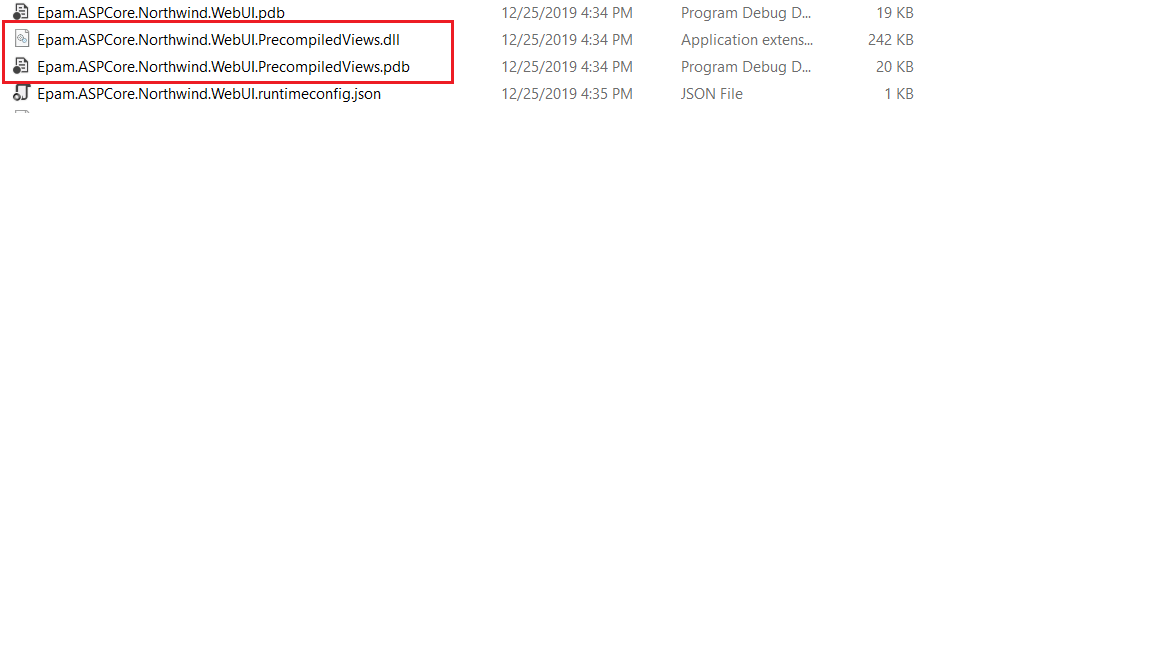 Epam.ASPCore.Northwind.WebUI.pdb 12/25/2019 4:34 PM Program Debug D... 19 KB
Epam.ASPCore.Northwind.WebUI.PrecompiledViews.dll 12/25/2019 4:34 PM Application extens... 242 KB
Epam.ASPCore.Northwind.WebUI.PrecompiledViews.pdb 12/25/2019 4:34 PM Program Debug D... 20 KB
Epam.ASPCore.Northwind.WebUI.runtimeconfig.json 12/25/2019 4:35 PM JSON File 1 KB